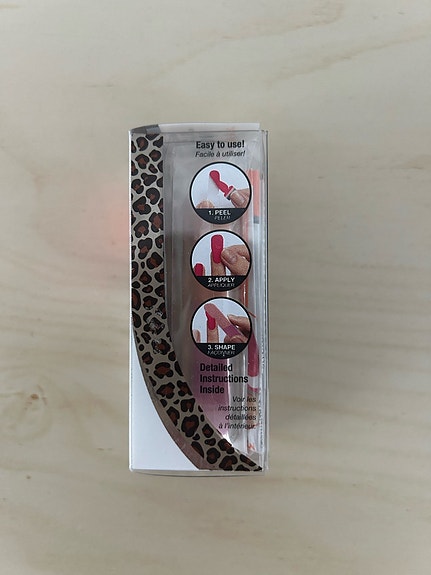 Easy to use!
Facile à utiliser!
1. PEEL
PELER
2. APPLY
APPLIQUER
3. SHAPE
FAÇONNER
Detailed
Instructions
Inside
Voir les
instructions
détaillées
à l'intérieur.